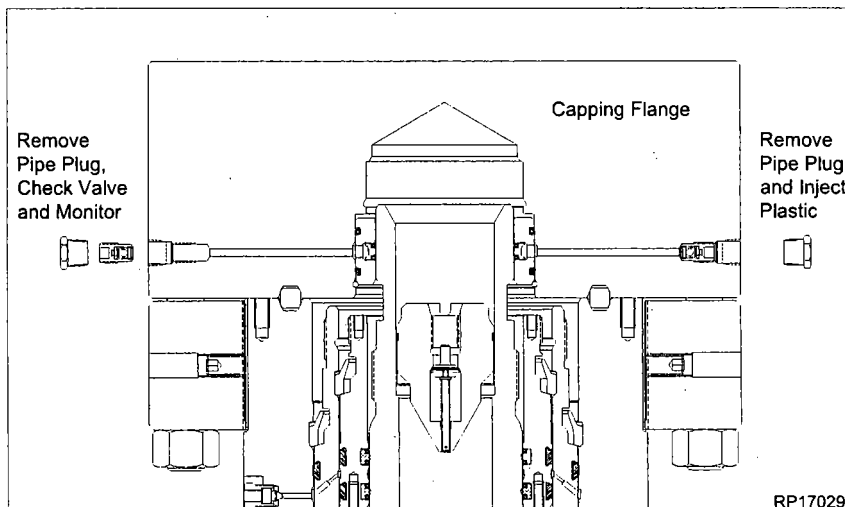 Capping Flange
Remove
Pipe Plug,
Check Valve
and Monitor
Remove
Pipe Plug
and Inject
Plastic
RP17029